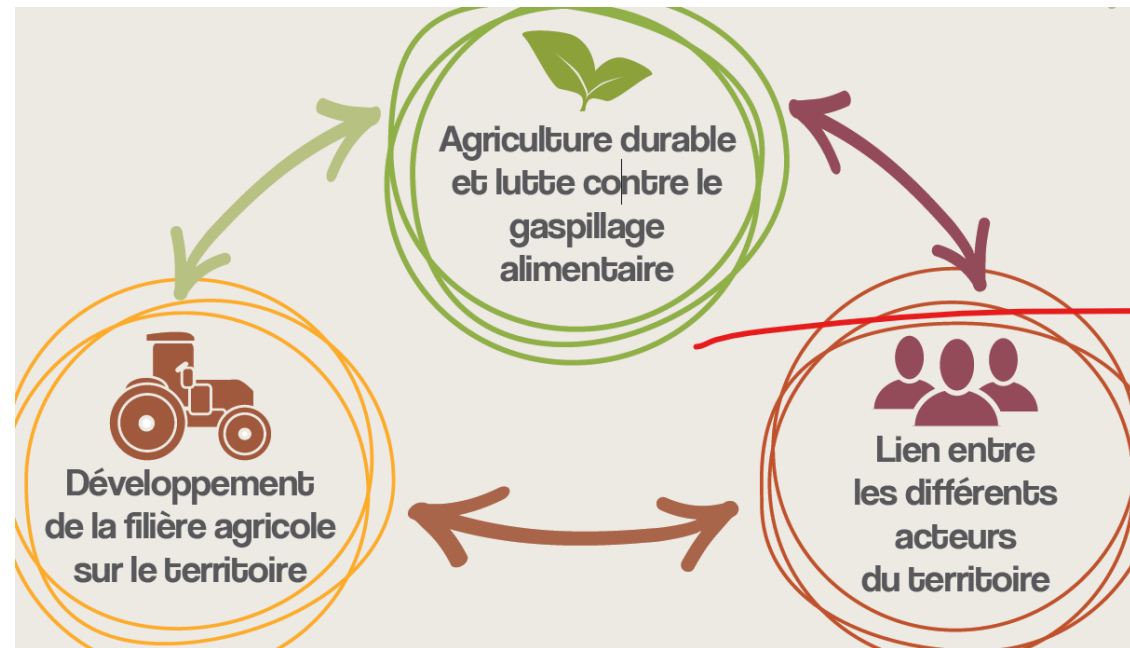 Agriculture durable
et lutte contre le
gaspillage
alimentaire
Développement
de la filière agricole
sur le territoire
Lien entre
les différents
acteurs
du territoire